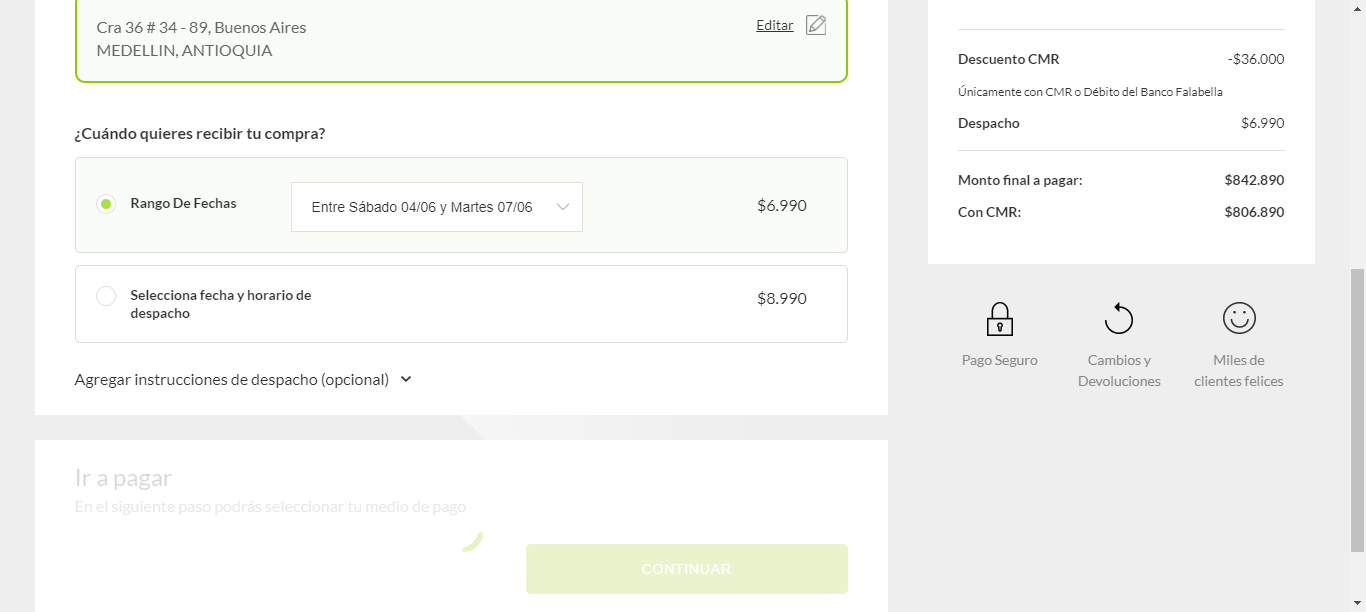 Cra 36 # 34 - 89, Buenos Aires
MEDELLIN, ANTIOQUIA
Editar
¿Cuándo quieres recibir tu compra?
Rango De Fechas
Entre Sábado 04/06 y Martes 07/06
$6.990
Selecciona fecha y horario de
despacho
$8.990
Agregar instrucciones de despacho (opcional)
Ir a pagar
En el siguiente paso podrás seleccionar tu medio de pago
CONTINUAR
Descuento CMR
-$36.000
Únicamente con CMR o Débito del Banco Falabella
Despacho
$6.990
Monto final a pagar:
$842.890
Con CMR:
$806.890
Pago Seguro
Cambios y
Devoluciones
Miles de
clientes felices